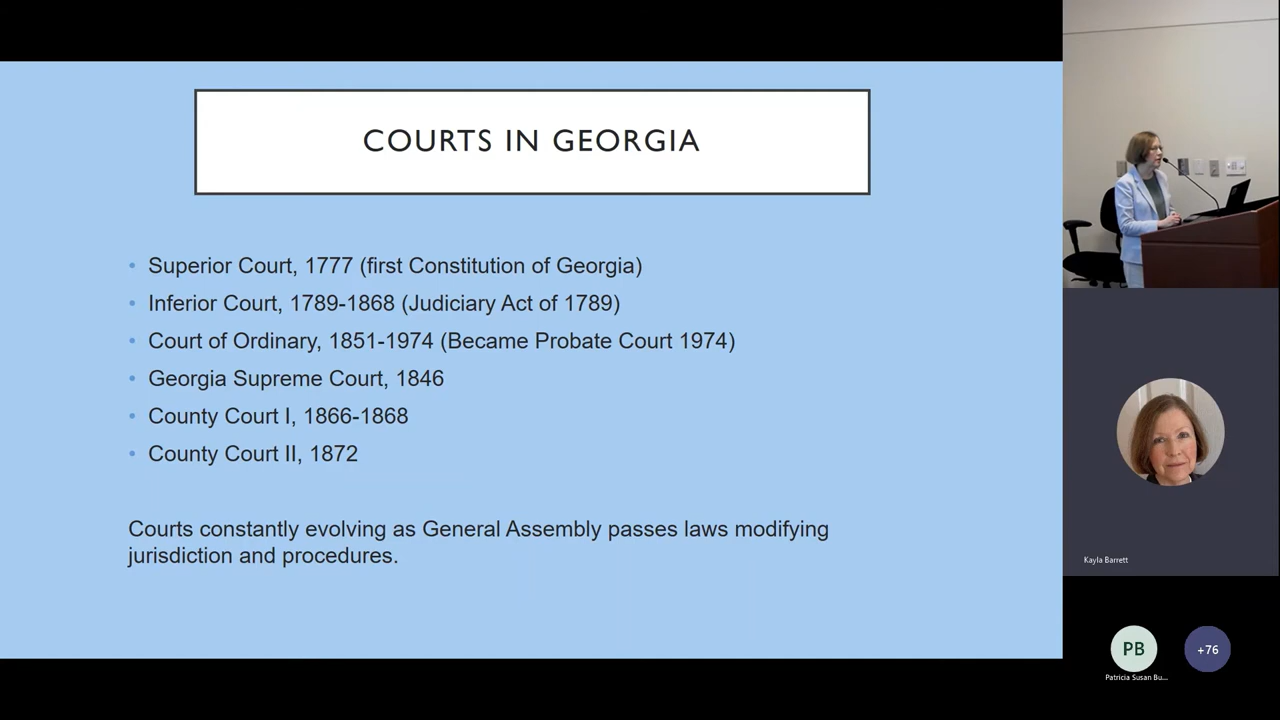 COURTS IN GEORGIA
• Superior Court, 1777 (first Constitution of Georgia)
• Inferior Court, 1789-1868 (Judiciary Act of 1789)
• Court of Ordinary, 1851-1974 (Became Probate Court 1974)
• Georgia Supreme Court, 1846
• County Court I, 1866-1868
• County Court II, 1872
Courts constantly evolving as General Assembly passes laws modifying
jurisdiction and procedures.
Kayla Barrett
PB
+76
Patricia Susan Bu...